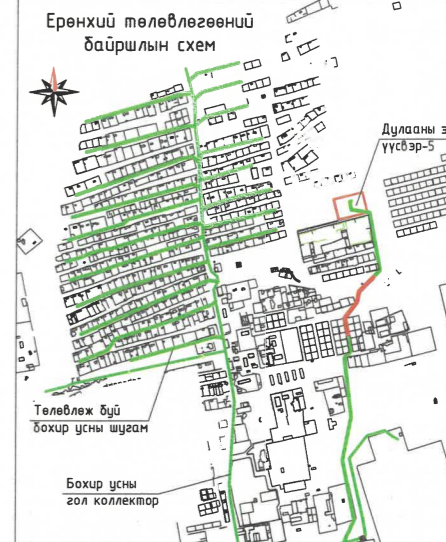 Ерөнхий төлөвлөгөөний
байршлын схем
Дулааны э
үүсвэр-5
Төлөвлөж буй
бохир усны шугам
Бохир усны
гол коллектор